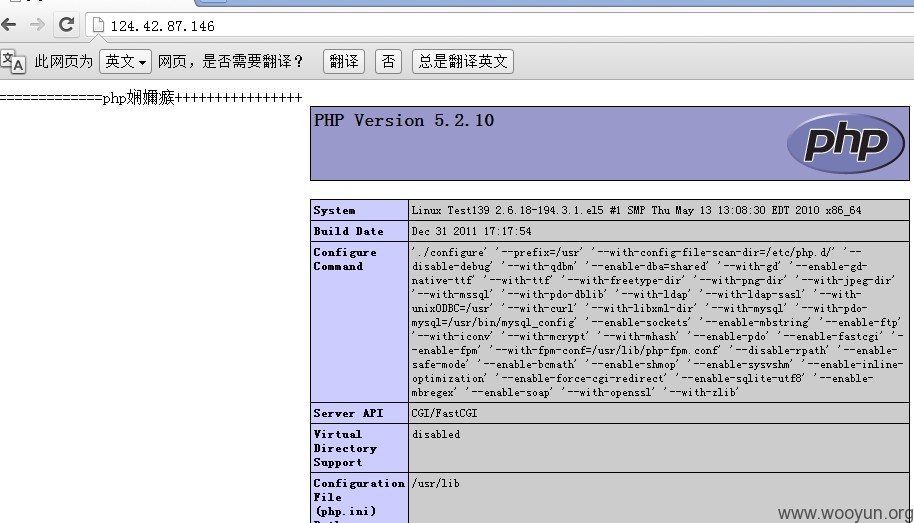 124.42.87.146
此网页为 英文 网页，是否需要翻译？ 翻译 否 总是翻译英文
=============php娴嬭瘯++++++++++++++++
PHP Version 5.2.10
php
System Linux Test139 2.6.18-194.3.1.el5 #1 SMP Thu May 13 13:08:30 EDT 2010 x86_64
Build Date Dec 31 2011 17:17:54
Configure Command './configure' '--prefix=/usr' '--with-config-file-scan-dir=/etc/php.d/' '--
disable-debug' '--with-qdbm' '--enable-dba=shared' '--with-gd' '--enable-gd-
native-ttf' '--with-ttf' '--with-freetype-dir' '--with-png-dir' '--with-jpeg-dir'
'--with-mssql' '--with-pdo-dblib' '--with-ldap' '--with-ldap-sasl' '--with-
unixODBC=/usr' '--with-curl' '--with-libxml-dir' '--with-mysql' '--with-pdo-
mysql=/usr/bin/mysql_config' '--enable-sockets' '--enable-mbstring' '--enable-ftp'
'--with-iconv' '--with-mcrypt' '--with-mhash' '--enable-pdo' '--enable-fastcgi' '-
-enable-fpm' '--with-fpm-conf=/usr/lib/php-fpm.conf' '--disable-rpath' '--enable-
safe-mode' '--enable-bcmath' '--enable-shmop' '--enable-sysvshm' '--enable-inline-
optimization' '--enable-force-cgi-redirect' '--enable-sqlite-utf8' '--enable-
mbregex' '--enable-soap' '--with-openssl' '--with-zlib'
Server API CGI/FastCGI
Virtual Directory Support disabled
Configuration File (php.ini) /usr/lib
www.wooyun.org